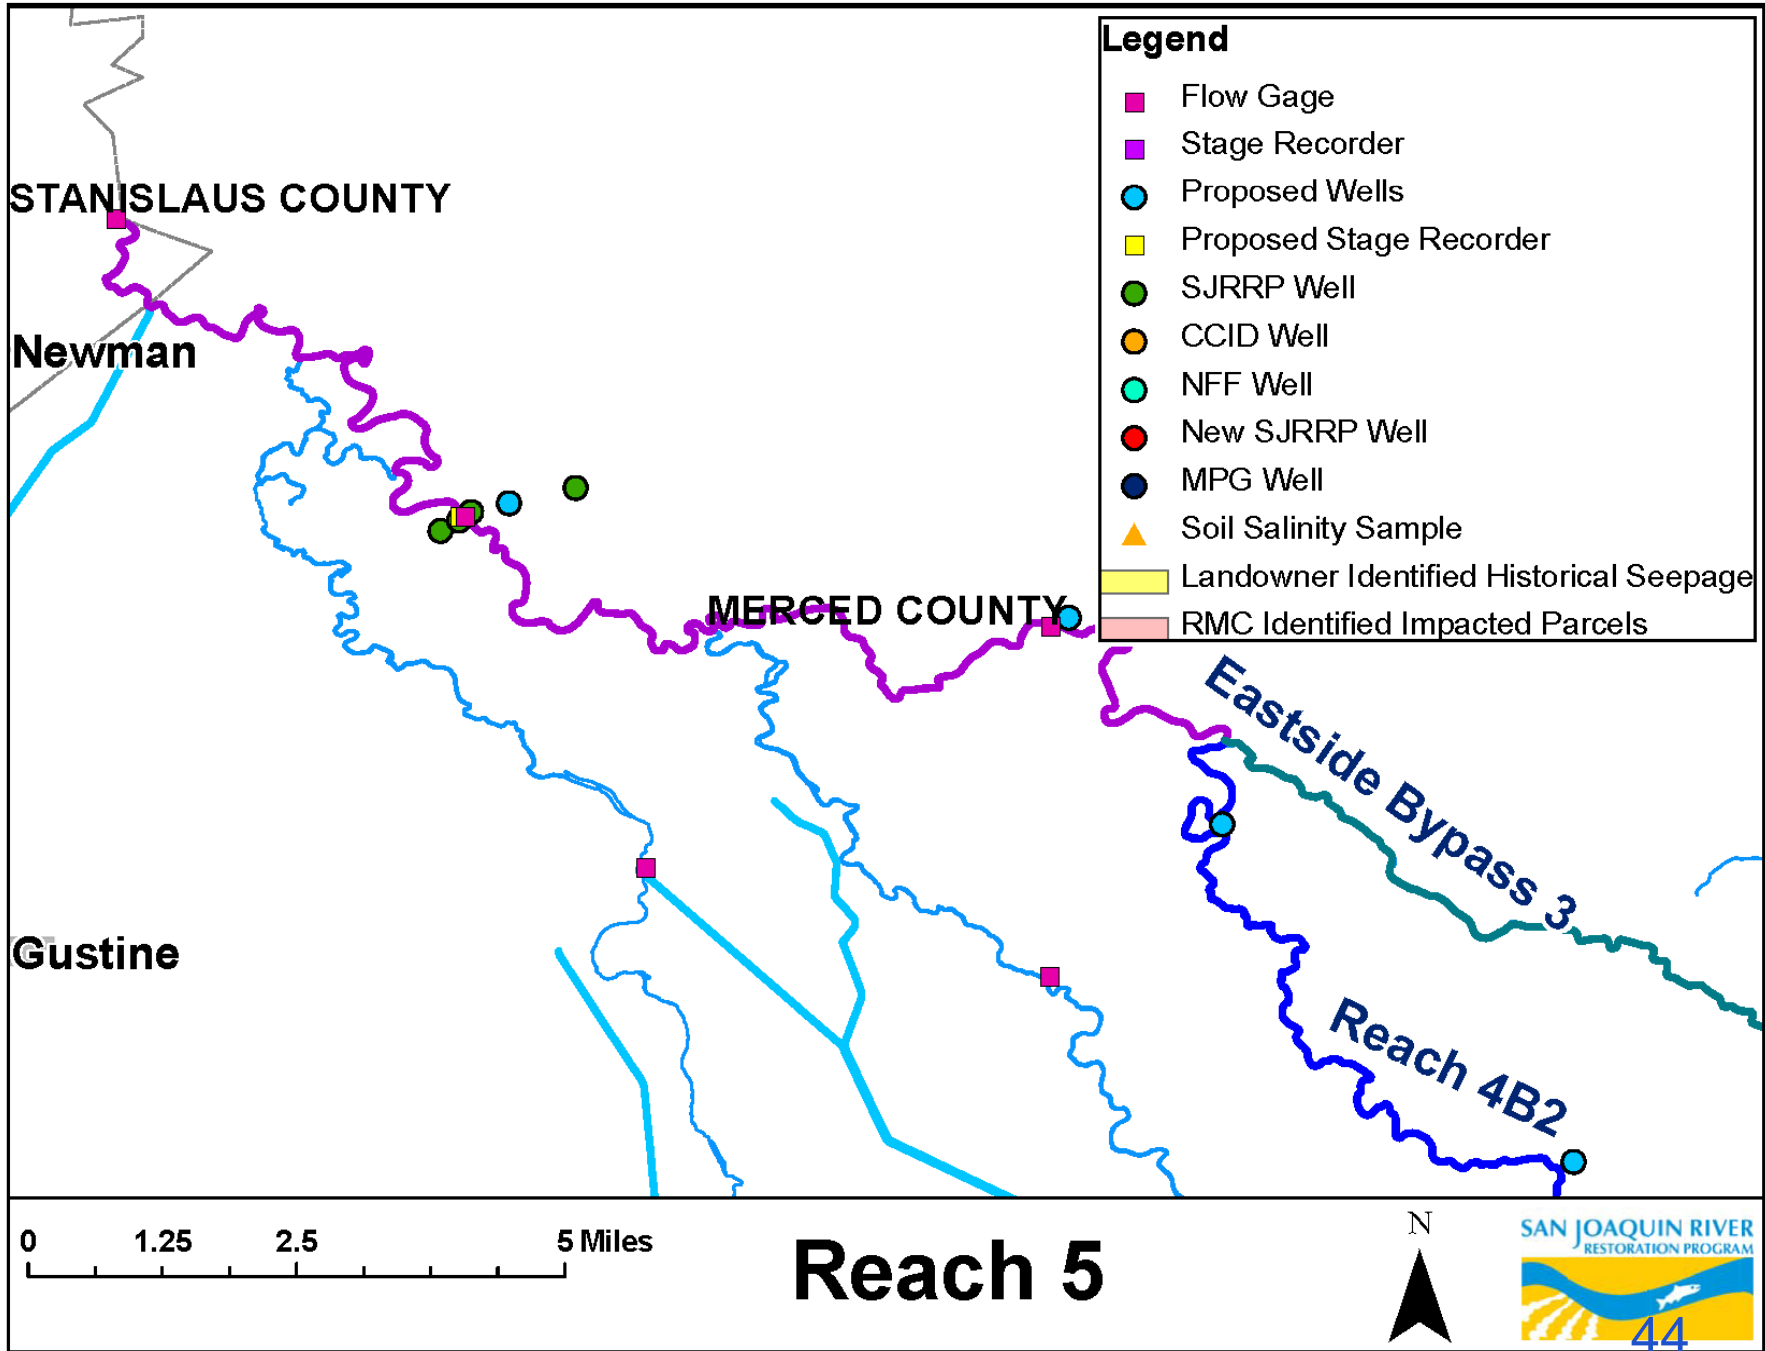 Legend
Flow Gage
Stage Recorder
Proposed Wells
Proposed Stage Recorder
SJRRP Well
CCID Well
NFF Well
New SJRRP Well
MPG Well
Soil Salinity Sample
Landowner Identified Historical Seepage
RMC Identified Impacted Parcels
STANISLAUS COUNTY
Newman
MERCED COUNTY
Eastside Bypass 3
Gustine
Reach 4B2
0 1.25 2.5 5 Miles
Reach 5
N
SAN JOAQUIN RIVER
RESTORATION PROGRAM
44